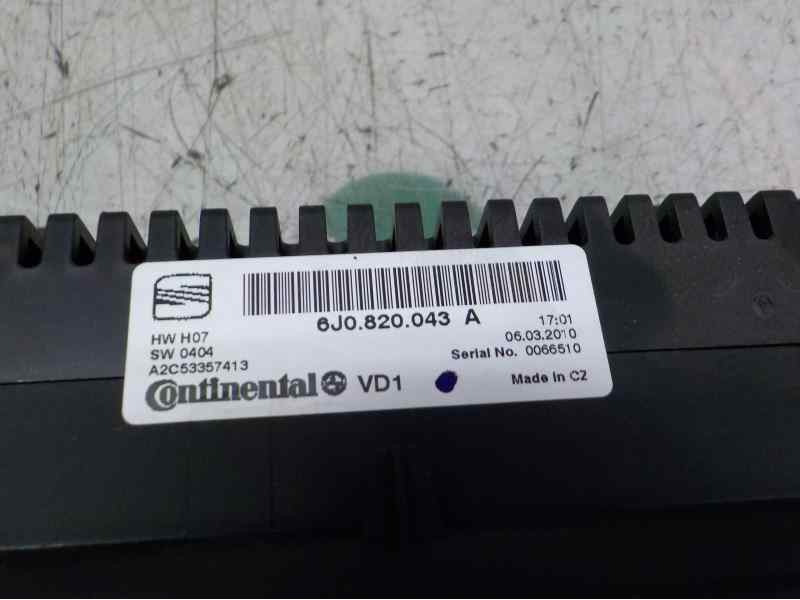 6J0.820.043 A
HW H07
SW 0404
A2C53357413
17:01
06.03.2010
Serial No. 0066510
Continental VD1
Made in CZ